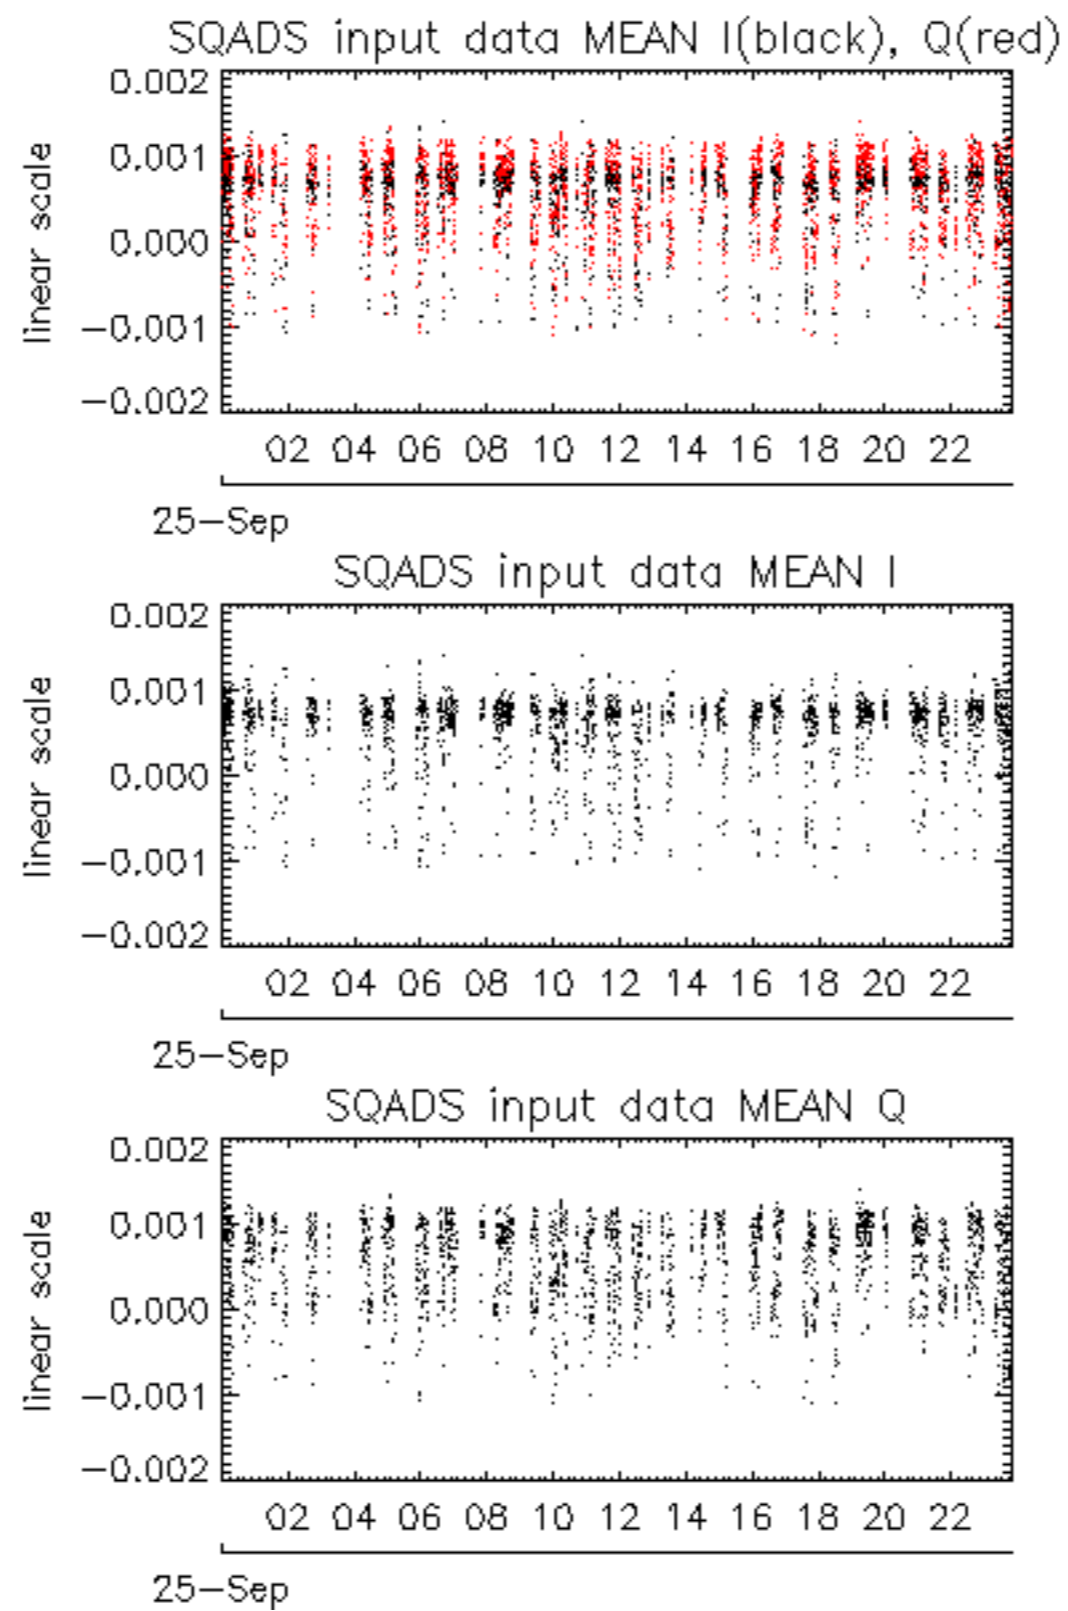 SQADS input data MEAN I(black), Q(red)
0.002
0.001
0.000
−0.001
−0.002
linear scale
02 04 06 08 10 12 14 16 18 20 22
25−Sep
SQADS input data MEAN I
0.002
0.001
0.000
−0.001
−0.002
linear scale
02 04 06 08 10 12 14 16 18 20 22
25−Sep
SQADS input data MEAN Q
0.002
0.001
0.000
−0.001
−0.002
linear scale
02 04 06 08 10 12 14 16 18 20 22
25−Sep